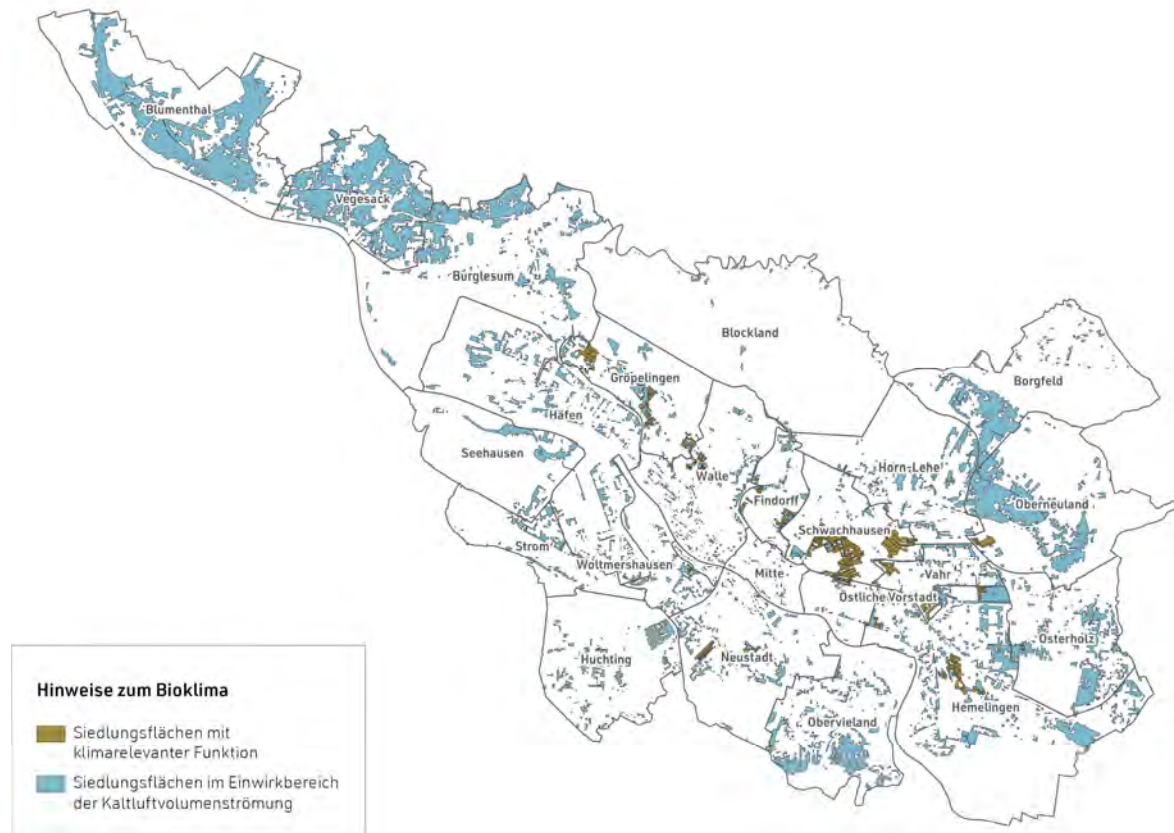 Blumenthal
Vegesack
Burglesum
Blockland
Borgfeld
Gröpelingen
Häfen
Seehausen
Horn-Lehe
Walle
Findorff
Oberneuland
Schwachhausen
Strom
Woltmershausen
Mitte
Vahr
Östliche Vorstadt
Osterholz
Huchting
Neustadt
Hemelingen
Obervieland
Hinweise zum Bioklima
Siedlungsflächen mit
klimarelevanter Funktion
Siedlungsflächen im Einwirkbereich
der Kaltluftvolumenströmung